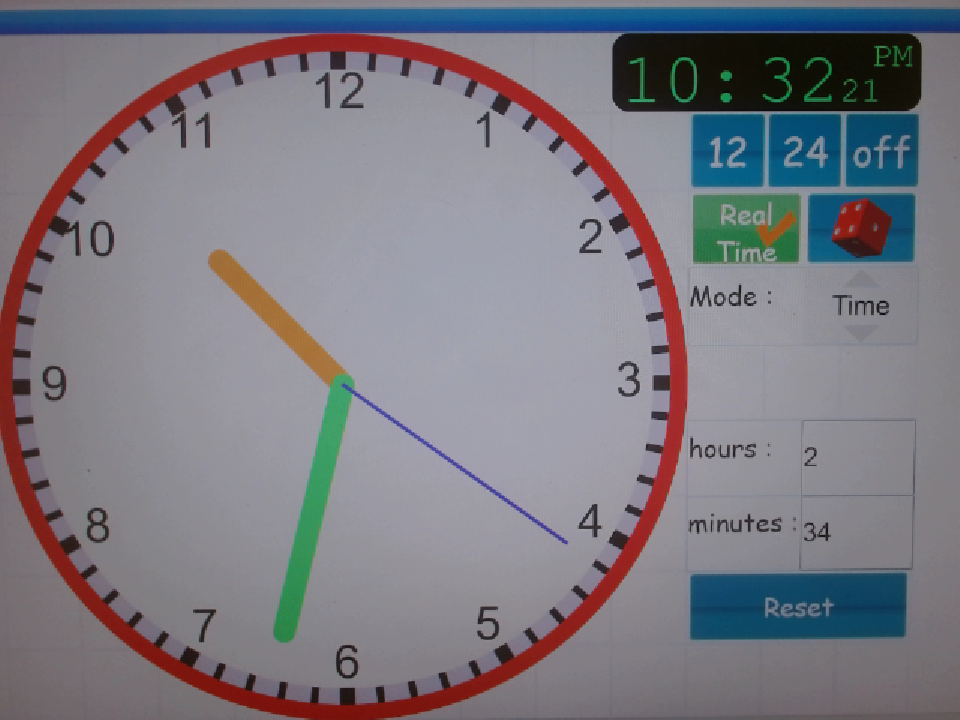 10:32 21 PM
12 24 off
Real
Time
Mode :
Time
hours : 2
minutes : 34
Reset
12
11
1
10
2
9
3
8
4
7
5
6